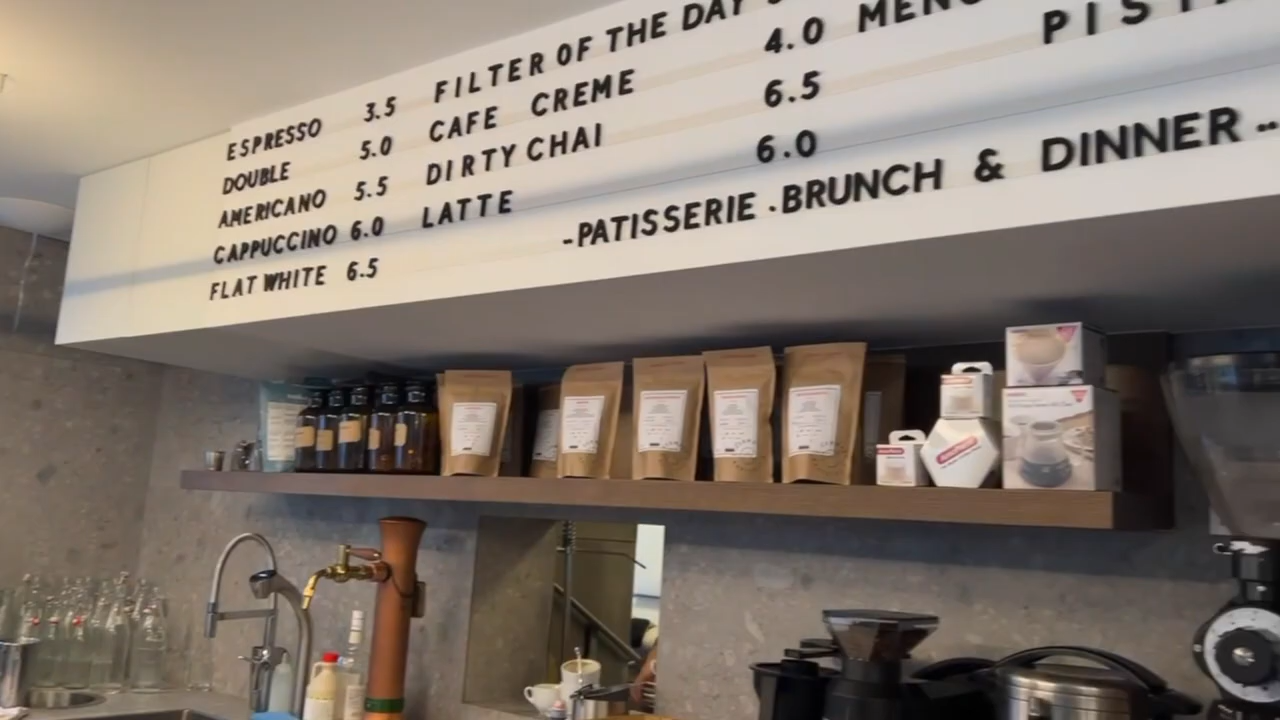 ESPRESSO 3.5
DOUBLE 5.0
AMERICANO 5.5
CAPPUCCINO 6.0
FLAT WHITE 6.5
FILTER OF THE DAY
CAFE CREME 4.0
DIRTY CHAI 6.5
LATTE 6.0
-PATISSERIE.BRUNCH & DINNER